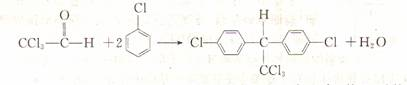 O Cl H
CCl₃—C—H +2 → Cl— —C— —Cl +H₂O
CCl₃